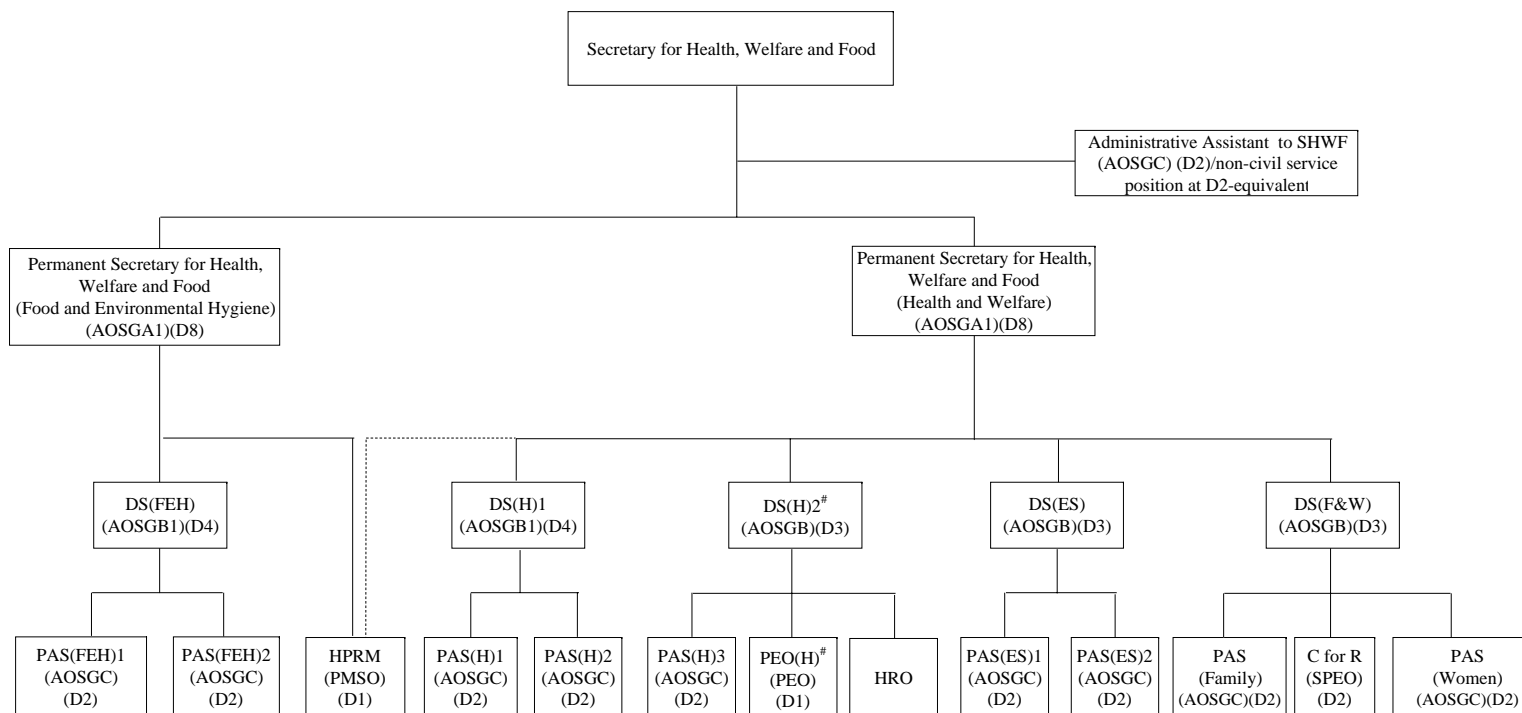 Secretary for Health, Welfare and Food
Administrative Assistant to SHWF
(AOSGC) (D2)/non-civil service
position at D2-equivalent
Permanent Secretary for Health,
Welfare and Food
(Food and Environmental Hygiene)
(AOSGA1)(D8)
Permanent Secretary for Health,
Welfare and Food
(Health and Welfare)
(AOSGA1)(D8)
DS(FEH)
(AOSGB1)(D4)
DS(H)1
(AOSGB1)(D4)
DS(H)2#
(AOSGB)(D3)
DS(ES)
(AOSGB)(D3)
DS(F&W)
(AOSGB)(D3)
PAS(FEH)1
(AOSGC)
(D2)
PAS(FEH)2
(AOSGC)
(D2)
HPRM
(PMSO)
(D1)
PAS(H)1
(AOSGC)
(D2)
PAS(H)2
(AOSGC)
(D2)
PAS(H)3
(AOSGC)
(D2)
PEO(H)#
(PEO)
(D1)
HRO
PAS(ES)1
(AOSGC)
(D2)
PAS(ES)2
(AOSGC)
(D2)
PAS
(Family)
(AOSGC)(D2)
C for R
(SPEO)
(D2)
PAS
(Women)
(AOSGC)(D2)